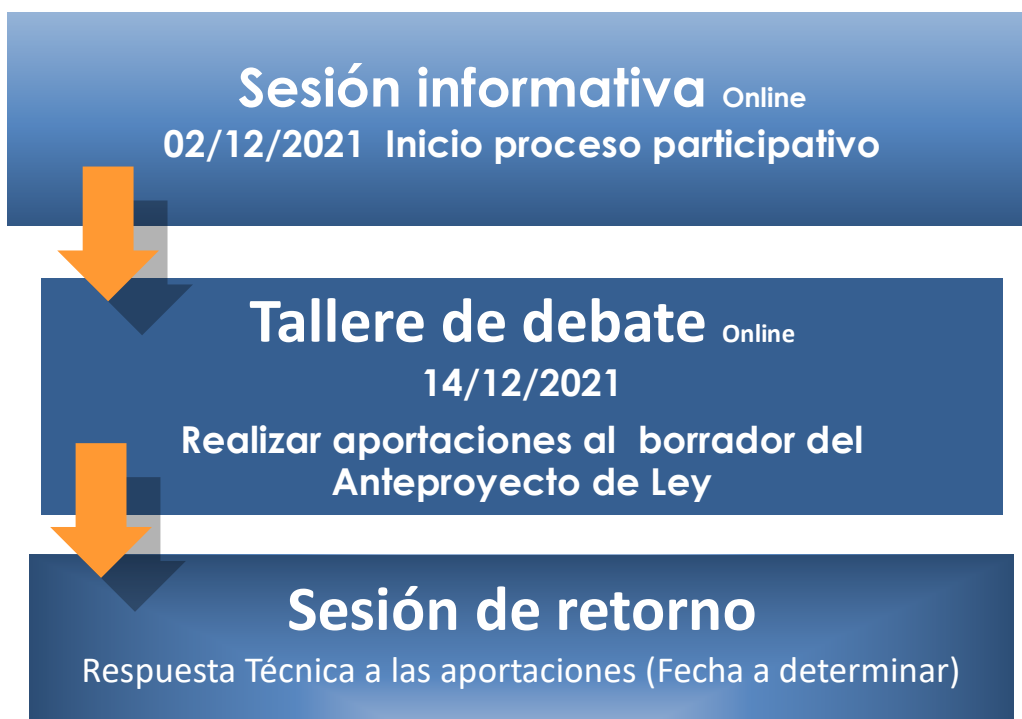 Sesión informativa Online
02/12/2021 Inicio proceso participativo
Tallere de debate Online
14/12/2021
Realizar aportaciones al borrador del
Anteproyecto de Ley
Sesión de retorno
Respuesta Técnica a las aportaciones (Fecha a determinar)